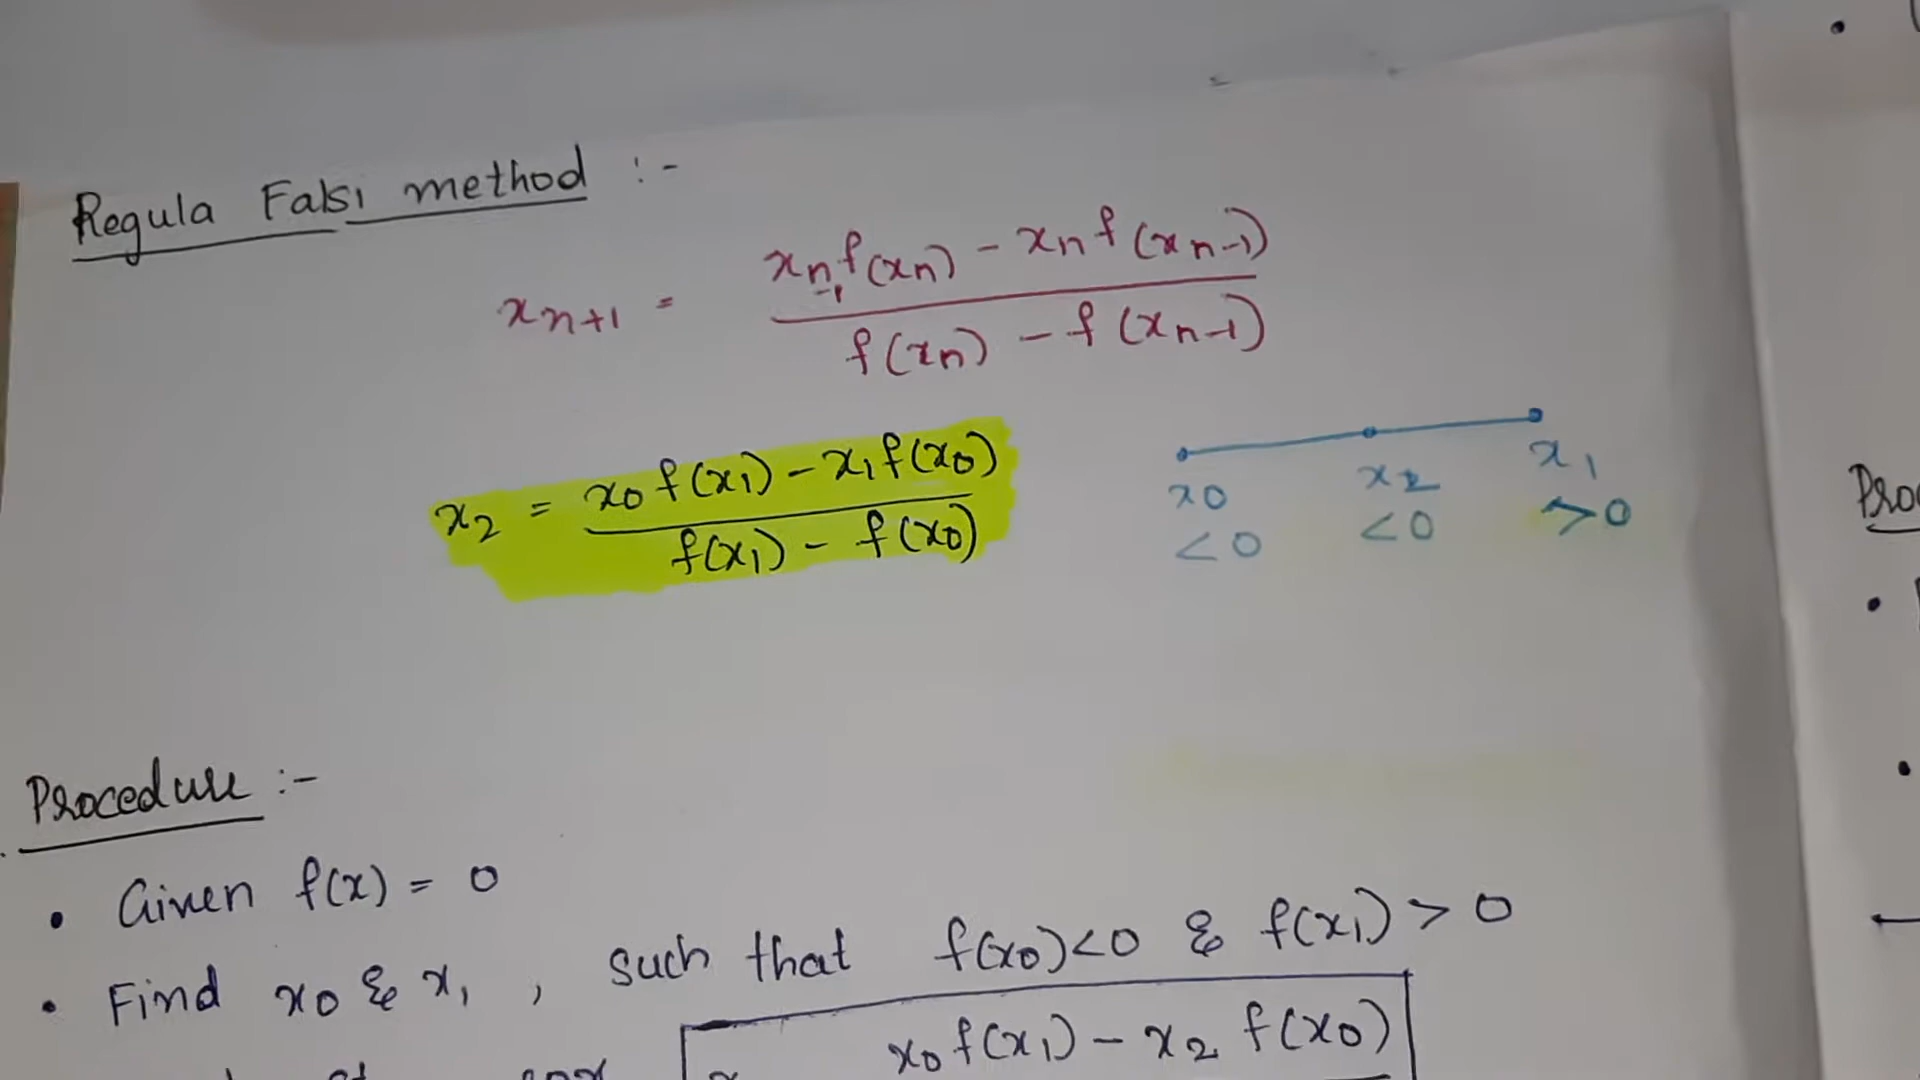 Regula Falsi method :-
xn+1 = xn-1 f(xn) - xn f(xn-1)
f(xn) - f(xn-1)
x2 = x0 f(x1) - x1 f(x0)
f(x1) - f(x0)
x0 x2 x1
<0 <0 >0
Procedure :-
• Given f(x) = 0
• Find x0 & x1, such that f(x0)<0 & f(x1) > 0
x0 f(x1) - x2 f(x0)